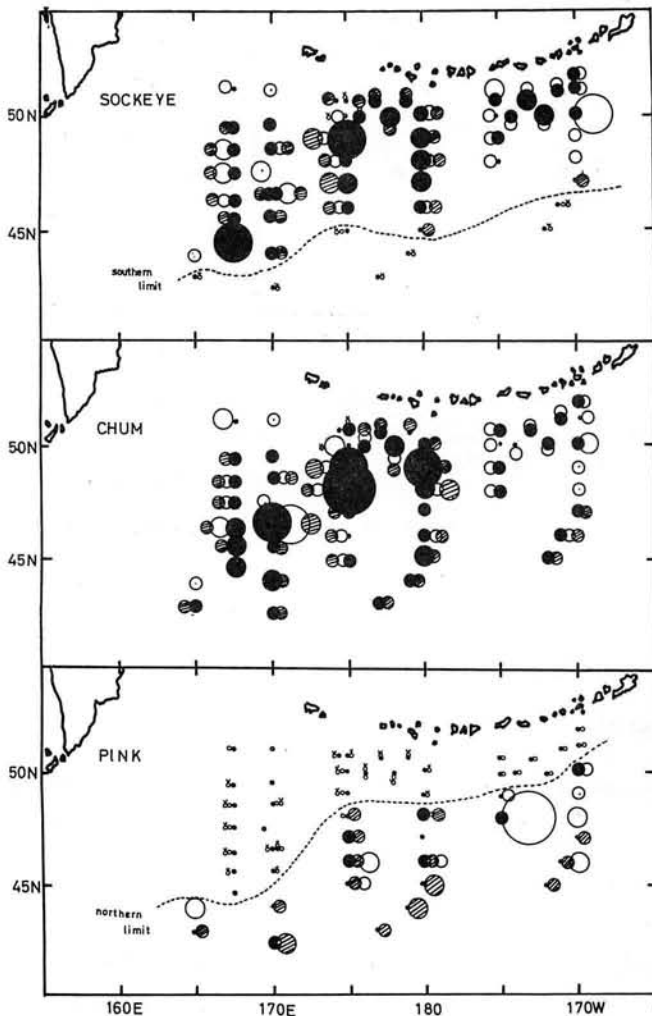 SOCKEYE
50N
45N
southern
limit
CHUM
50N
45N
PINK
50N
45N
northern
limit
160E 170E 180 170W